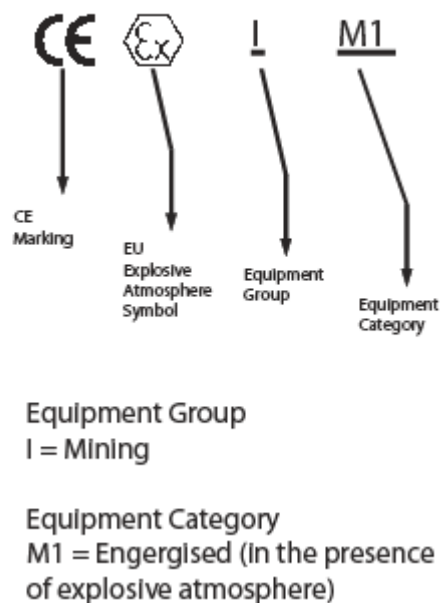 CE Ex I M1
CE
Marking
EU
Explosive
Atmosphere
Symbol
Equipment
Group
Equipment
Category
Equipment Group
I = Mining
Equipment Category
M1 = Engergised (in the presence
of explosive atmosphere)